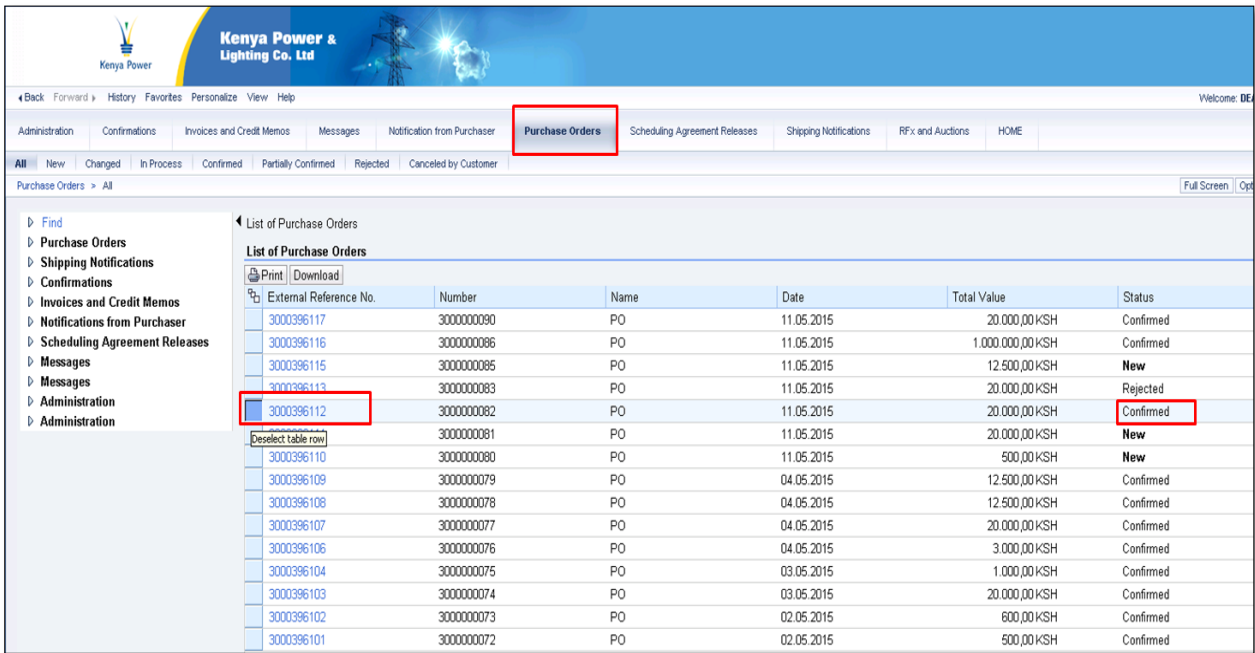 Kenya Power &
Lighting Co. Ltd
Kenya Power
Back Forward History Favorites Personalize View Help
Welcome:
Administration Confirmations Invoices and Credit Memos Messages Notification from Purchaser Purchase Orders Scheduling Agreement Releases Shipping Notifications RFx and Auctions HOME
All New Changed In Process Confirmed Partially Confirmed Rejected Canceled by Customer
Purchase Orders > All
Full Screen
Find
Purchase Orders
Shipping Notifications
Confirmations
Invoices and Credit Memos
Notifications from Purchaser
Scheduling Agreement Releases
Messages
Messages
Administration
Administration
List of Purchase Orders
List of Purchase Orders
Print Download
External Reference No. Number Name Date Total Value Status
3000396117 3000000090 PO 11.05.2015 20.000,00 KSH Confirmed
3000396116 3000000086 PO 11.05.2015 1.000.000,00 KSH Confirmed
3000396115 3000000085 PO 11.05.2015 12.500,00 KSH New
3000396113 3000000083 PO 11.05.2015 20.000,00 KSH Rejected
3000396112 3000000082 PO 11.05.2015 20.000,00 KSH Confirmed
Deselect table row
3000000081 PO 11.05.2015 20.000,00 KSH New
3000396110 3000000080 PO 11.05.2015 500,00 KSH New
3000396109 3000000079 PO 04.05.2015 12.500,00 KSH Confirmed
3000396108 3000000078 PO 04.05.2015 12.500,00 KSH Confirmed
3000396107 3000000077 PO 04.05.2015 20.000,00 KSH Confirmed
3000396106 3000000076 PO 04.05.2015 3.000,00 KSH Confirmed
3000396104 3000000075 PO 03.05.2015 1.000,00 KSH Confirmed
3000396103 3000000074 PO 03.05.2015 20.000,00 KSH Confirmed
3000396102 3000000073 PO 02.05.2015 600,00 KSH Confirmed
3000396101 3000000072 PO 02.05.2015 500,00 KSH Confirmed